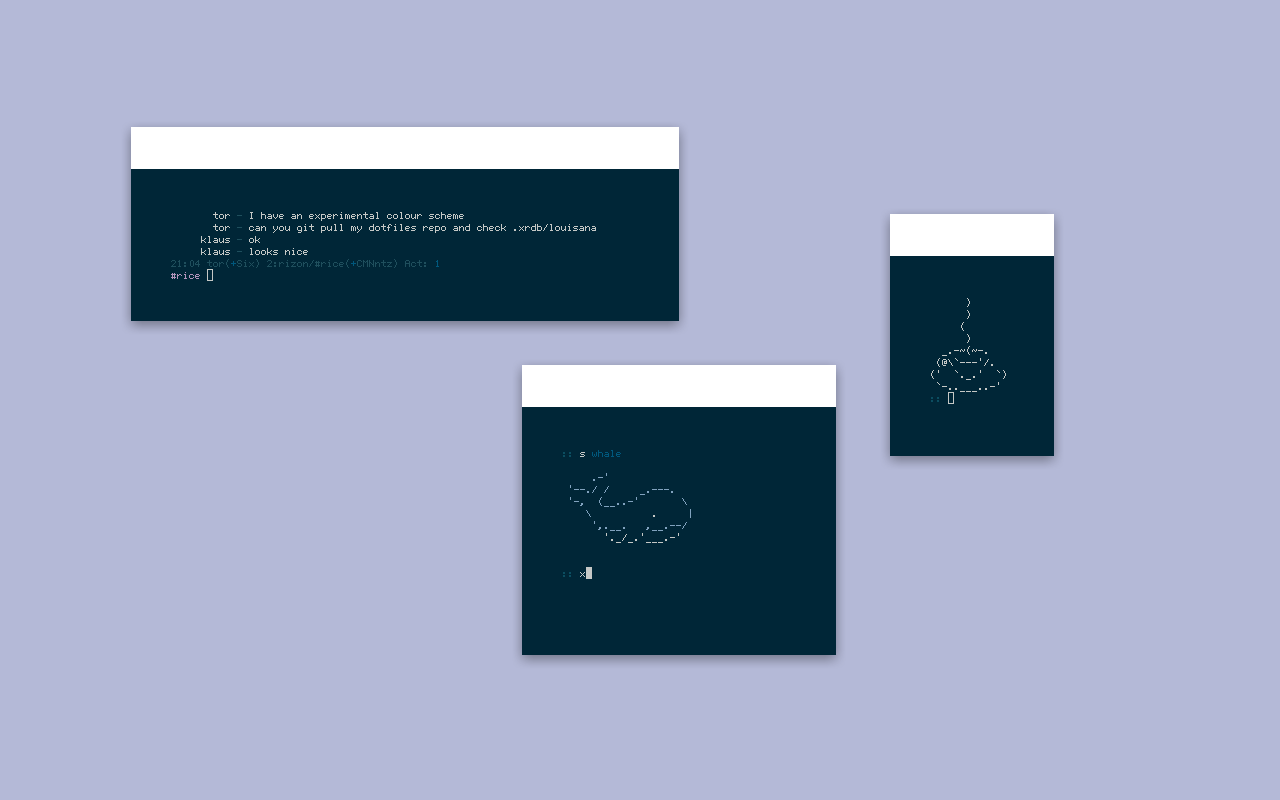 tor - I have an experimental colour scheme
tor - can you git pull my dotfiles repo and check .xrdb/louisana
klaus - ok
klaus - looks nice
21:04 tor(+Six) 2:rizon/#rice(+CMNntz) Act: 1
#rice
:: s whale
:: x
::